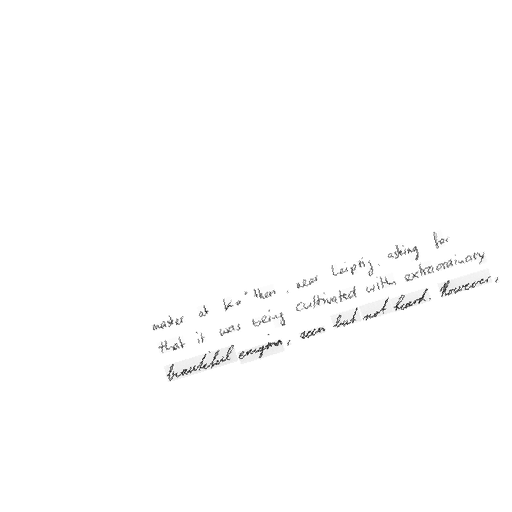 master at Ko"then, near Leipzig, asking for
that it was being cultivated with extraordinary
beautiful enigma, seen but not heard. However,